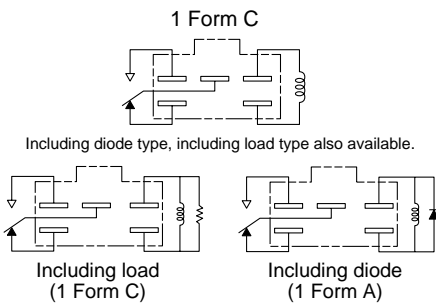 1 Form C
Including diode type, including load type also available.
Including load
(1 Form C)
Including diode
(1 Form A)